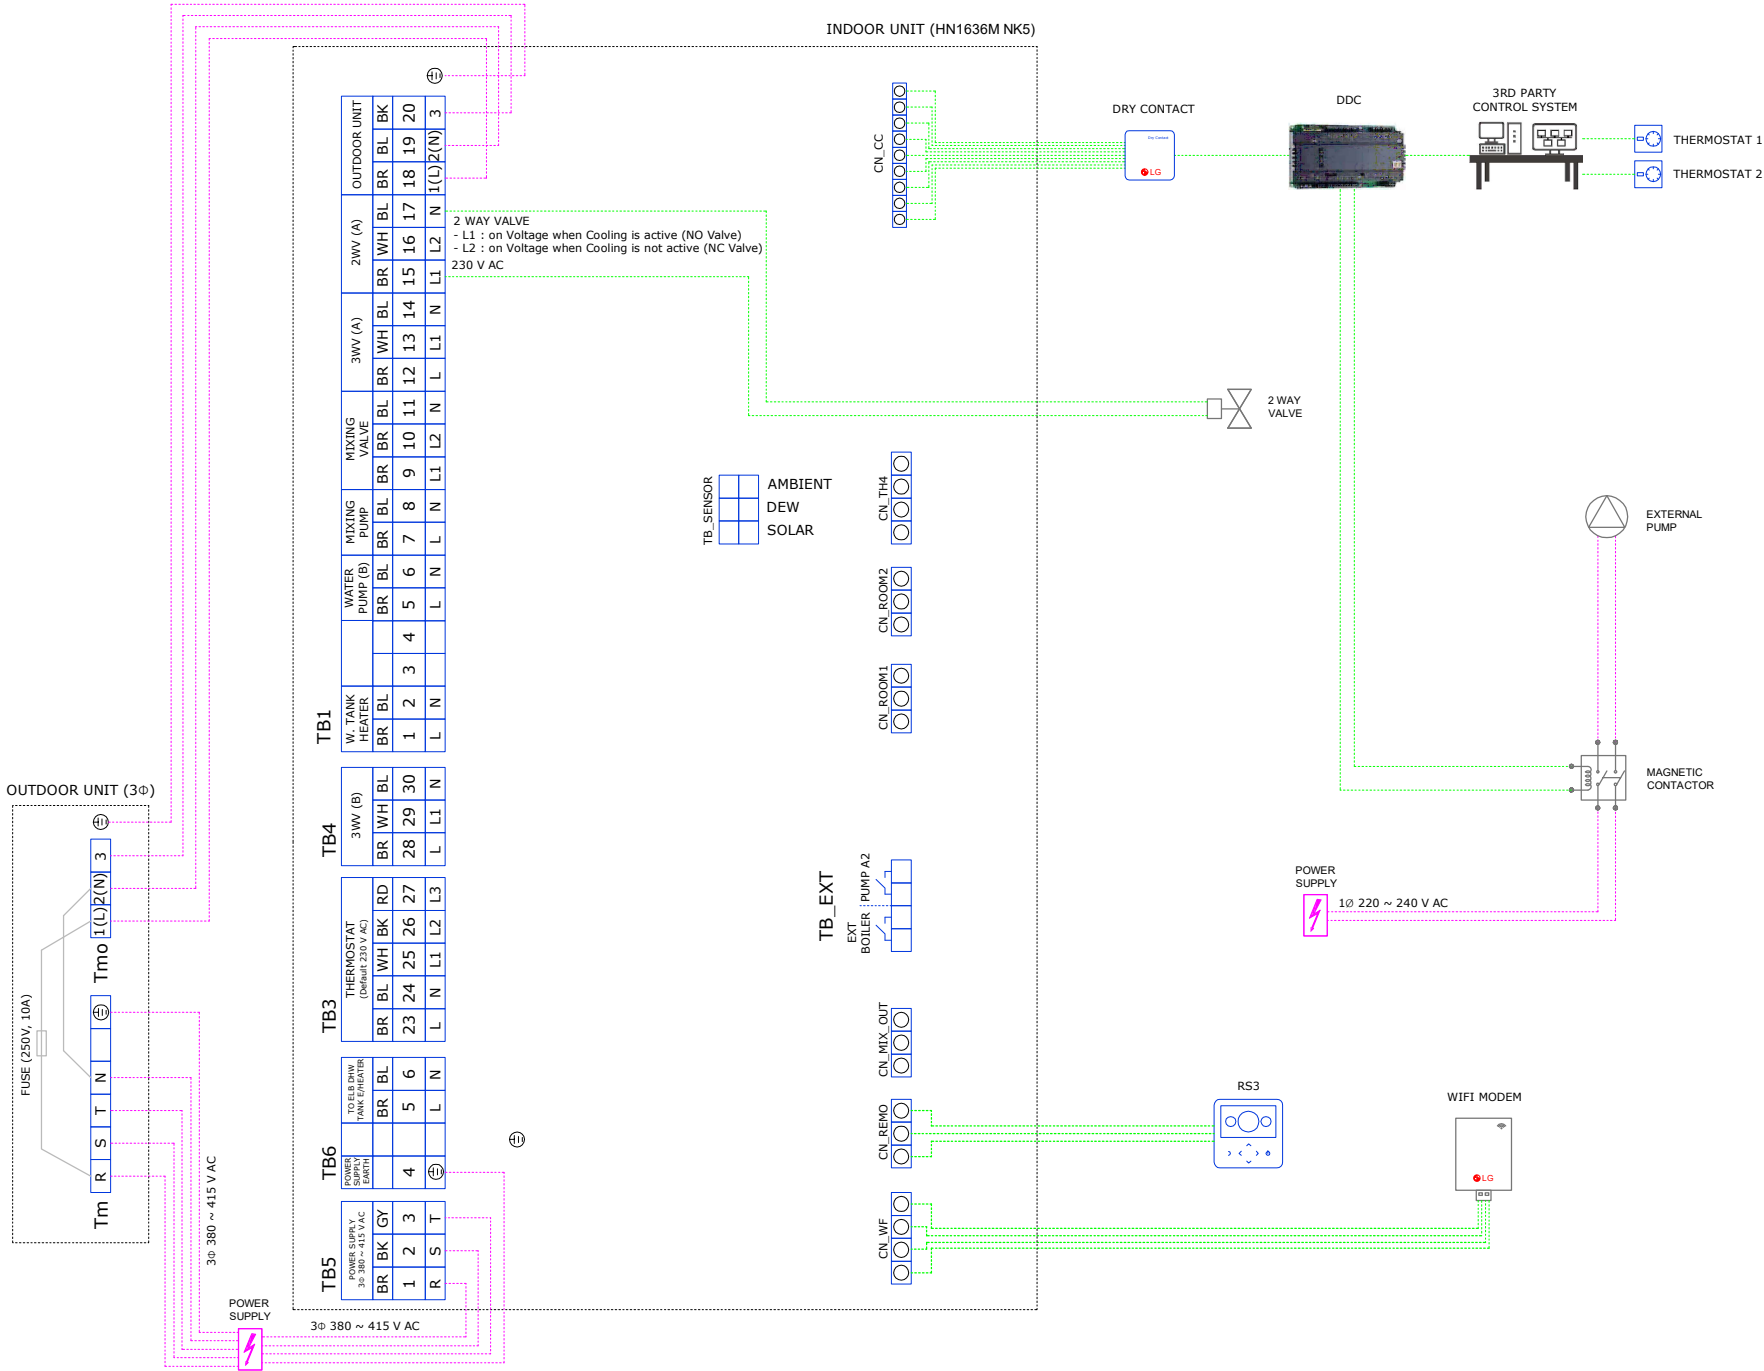 INDOOR UNIT (HN1636M NK5)
OUTDOOR UNIT
BK 20 3
BL 19 2(N)
BR 18 1(L)
2WV (A)
BL 17 N
WH 16 L2
BR 15 L1
3WV (A)
BL 14 N
WH 13 L1
BR 12 L
MIXING
VALVE
BL 11 N
BR 10 L2
BR 9 L1
MIXING
PUMP
BL 8 N
BR 7 L
WATER
PUMP (B)
BL 6 N
BR 5 L
4
3
W. TANK
HEATER
BL 2 N
BR 1 L
TB1
2 WAY VALVE
- L1 : on Voltage when Cooling is active (NO Valve)
- L2 : on Voltage when Cooling is not active (NC Valve)
230 V AC
3WV (B)
BL 30 N
WH 29 L1
BR 28 L
TB4
THERMOSTAT
(Default 230 V AC)
RD 27 L3
BK 26 L2
WH 25 L1
BL 24 N
BR 23 L
TB3
TO ELB DHW
TANK E/HEATER
BL 6 N
BR 5 L
POWER
SUPPLY
EARTH
4
TB6
POWER SUPPLY
3Φ 380 ~ 415 V AC
GY 3 T
BK 2 S
BR 1 R
TB5
TB_SENSOR
AMBIENT
DEW
SOLAR
CN_CC
CN_TH4
CN_ROOM2
CN_ROOM1
TB_EXT
PUMP A2
EXT
BOILER
CN_MIX_OUT
CN_REMO
CN_WF
DRY CONTACT
Dry Contact
LG
DDC
3RD PARTY
CONTROL SYSTEM
THERMOSTAT 1
THERMOSTAT 2
2 WAY
VALVE
EXTERNAL
PUMP
MAGNETIC
CONTACTOR
POWER
SUPPLY
1Ø 220 ~ 240 V AC
RS3
WIFI MODEM
LG
OUTDOOR UNIT (3Φ)
3
2(N)
1(L)
Tmo
FUSE (250V, 10A)
N
T
S
R
Tm
3Φ 380 ~ 415 V AC
POWER
SUPPLY
3Φ 380 ~ 415 V AC